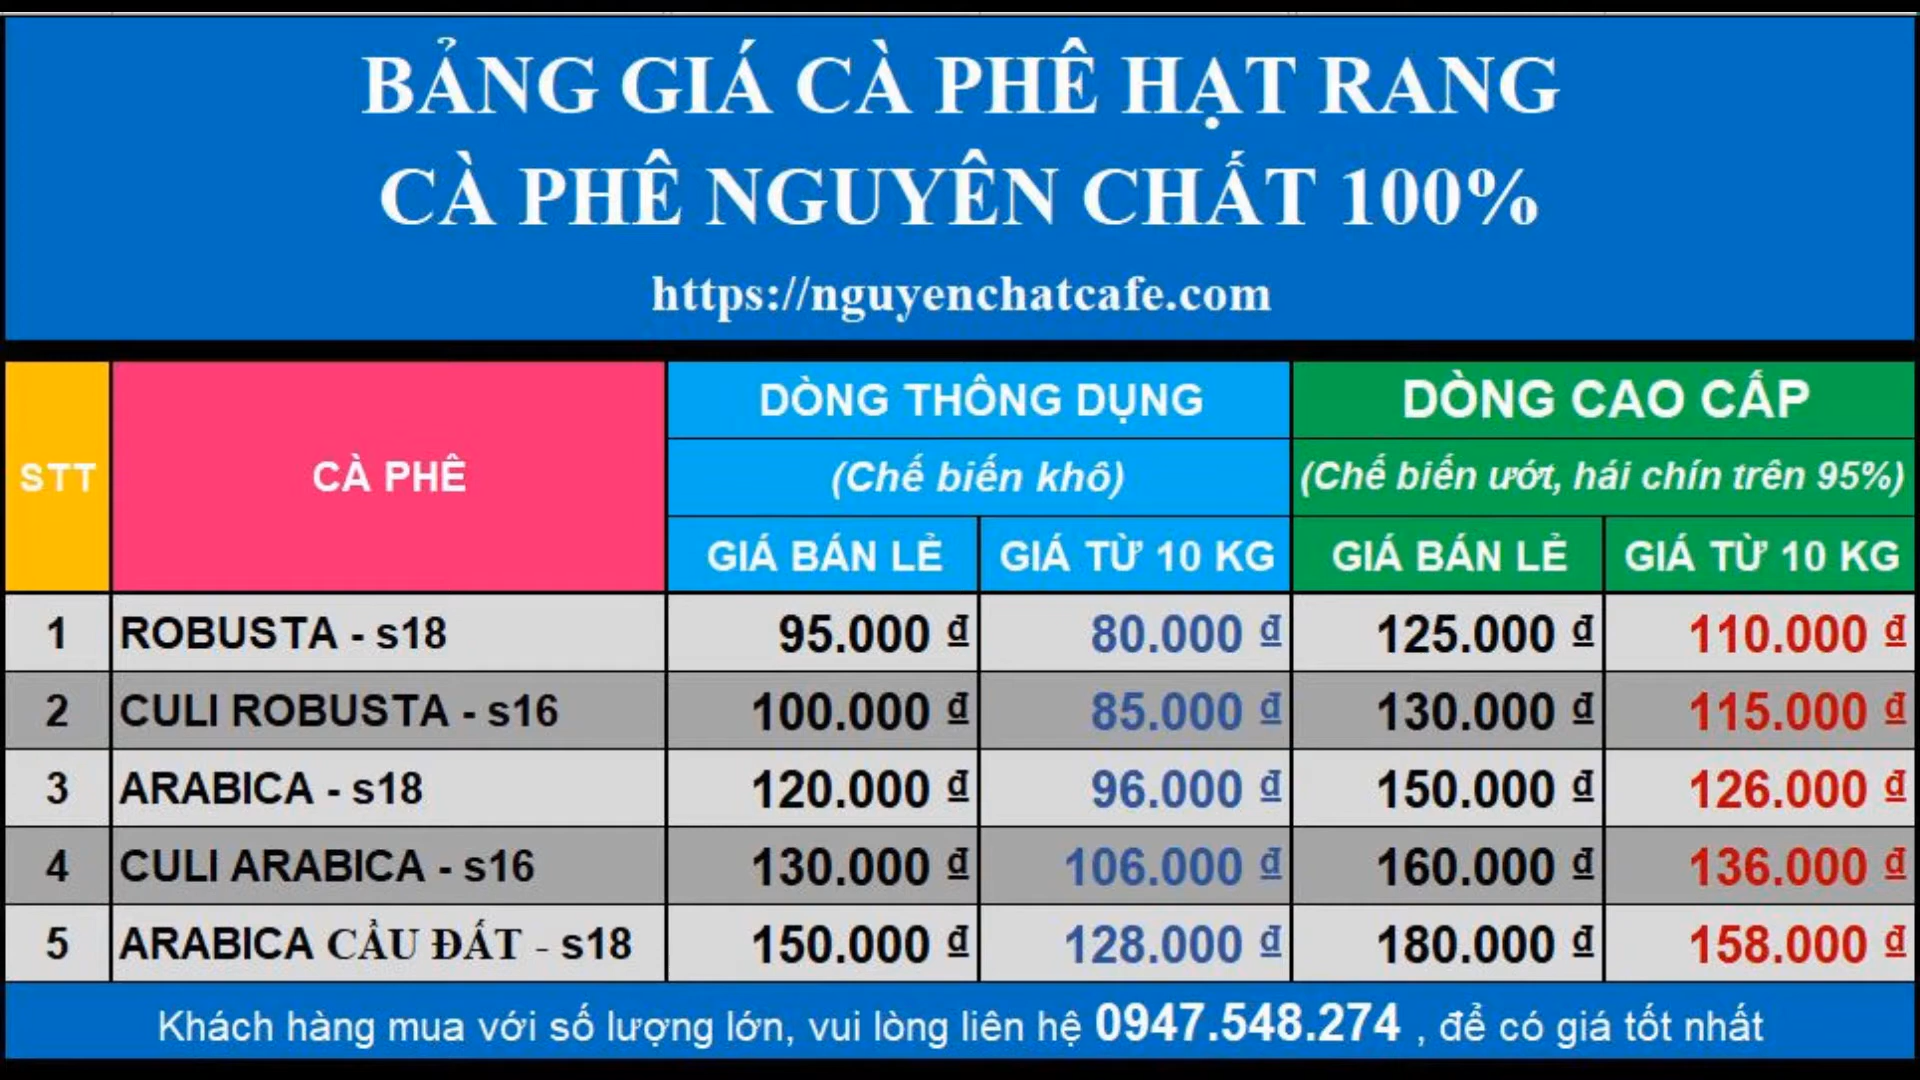 BẢNG GIÁ CÀ PHÊ HẠT RANG
CÀ PHÊ NGUYÊN CHẤT 100%
https://nguyenchatcafe.com
STT CÀ PHÊ DÒNG THÔNG DỤNG DÒNG CAO CẤP
(Chế biến khô) (Chế biến ướt, hái chín trên 95%)
GIÁ BÁN LẺ GIÁ TỪ 10 KG GIÁ BÁN LẺ GIÁ TỪ 10 KG
1 ROBUSTA - s18 95.000 ₫ 80.000 ₫ 125.000 ₫ 110.000 ₫
2 CULI ROBUSTA - s16 100.000 ₫ 85.000 ₫ 130.000 ₫ 115.000 ₫
3 ARABICA - s18 120.000 ₫ 96.000 ₫ 150.000 ₫ 126.000 ₫
4 CULI ARABICA - s16 130.000 ₫ 106.000 ₫ 160.000 ₫ 136.000 ₫
5 ARABICA CẦU ĐẤT - s18 150.000 ₫ 128.000 ₫ 180.000 ₫ 158.000 ₫
Khách hàng mua với số lượng lớn, vui lòng liên hệ 0947.548.274 , để có giá tốt nhất